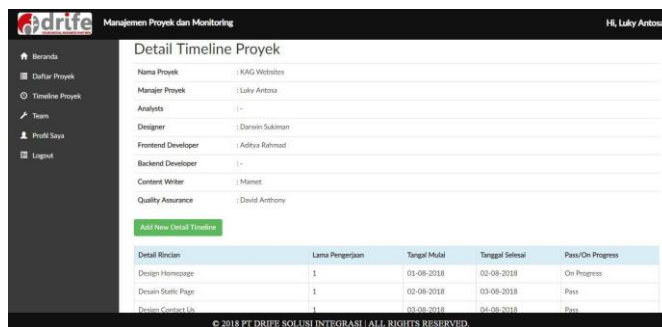 drife
Manajemen Proyek dan Monitoring
Hi, Luky Antosa
Beranda
Daftar Proyek
Timeline Proyek
Team
Profil Saya
Logout
Detail Timeline Proyek
Nama Proyek : KAG Websites
Manajer Proyek : Luky Antosa
Analysts : -
Designer : Darwin Sukiman
Frontend Developer : Aditya Rahmad
Backend Developer : -
Content Writer : Mamet
Quality Assurance : David Anthony
Add New Detail Timeline
Detail Rincian Lama Pengerjaan Tangal Mulai Tanggal Selesai Pass/On Progress
Design Homepage 1 01-08-2018 02-08-2018 On Progress
Desain Static Page 1 02-08-2018 03-08-2018 Pass
Design Contact Us 1 03-08-2018 04-08-2018 Pass
© 2018 PT DRIFE SOLUSI INTEGRASI | ALL RIGHTS RESERVED.